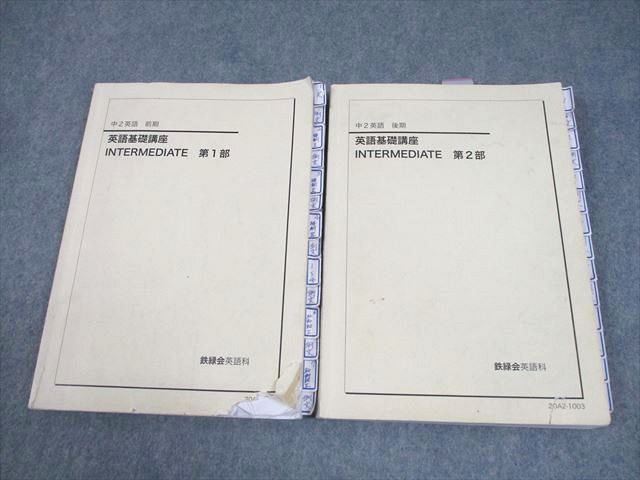 中2英語 前期
英語基礎講座
INTERMEDIATE 第1部
鉄緑会英語科
中2英語 後期
英語基礎講座
INTERMEDIATE 第2部
鉄緑会英語科
20A2-1003